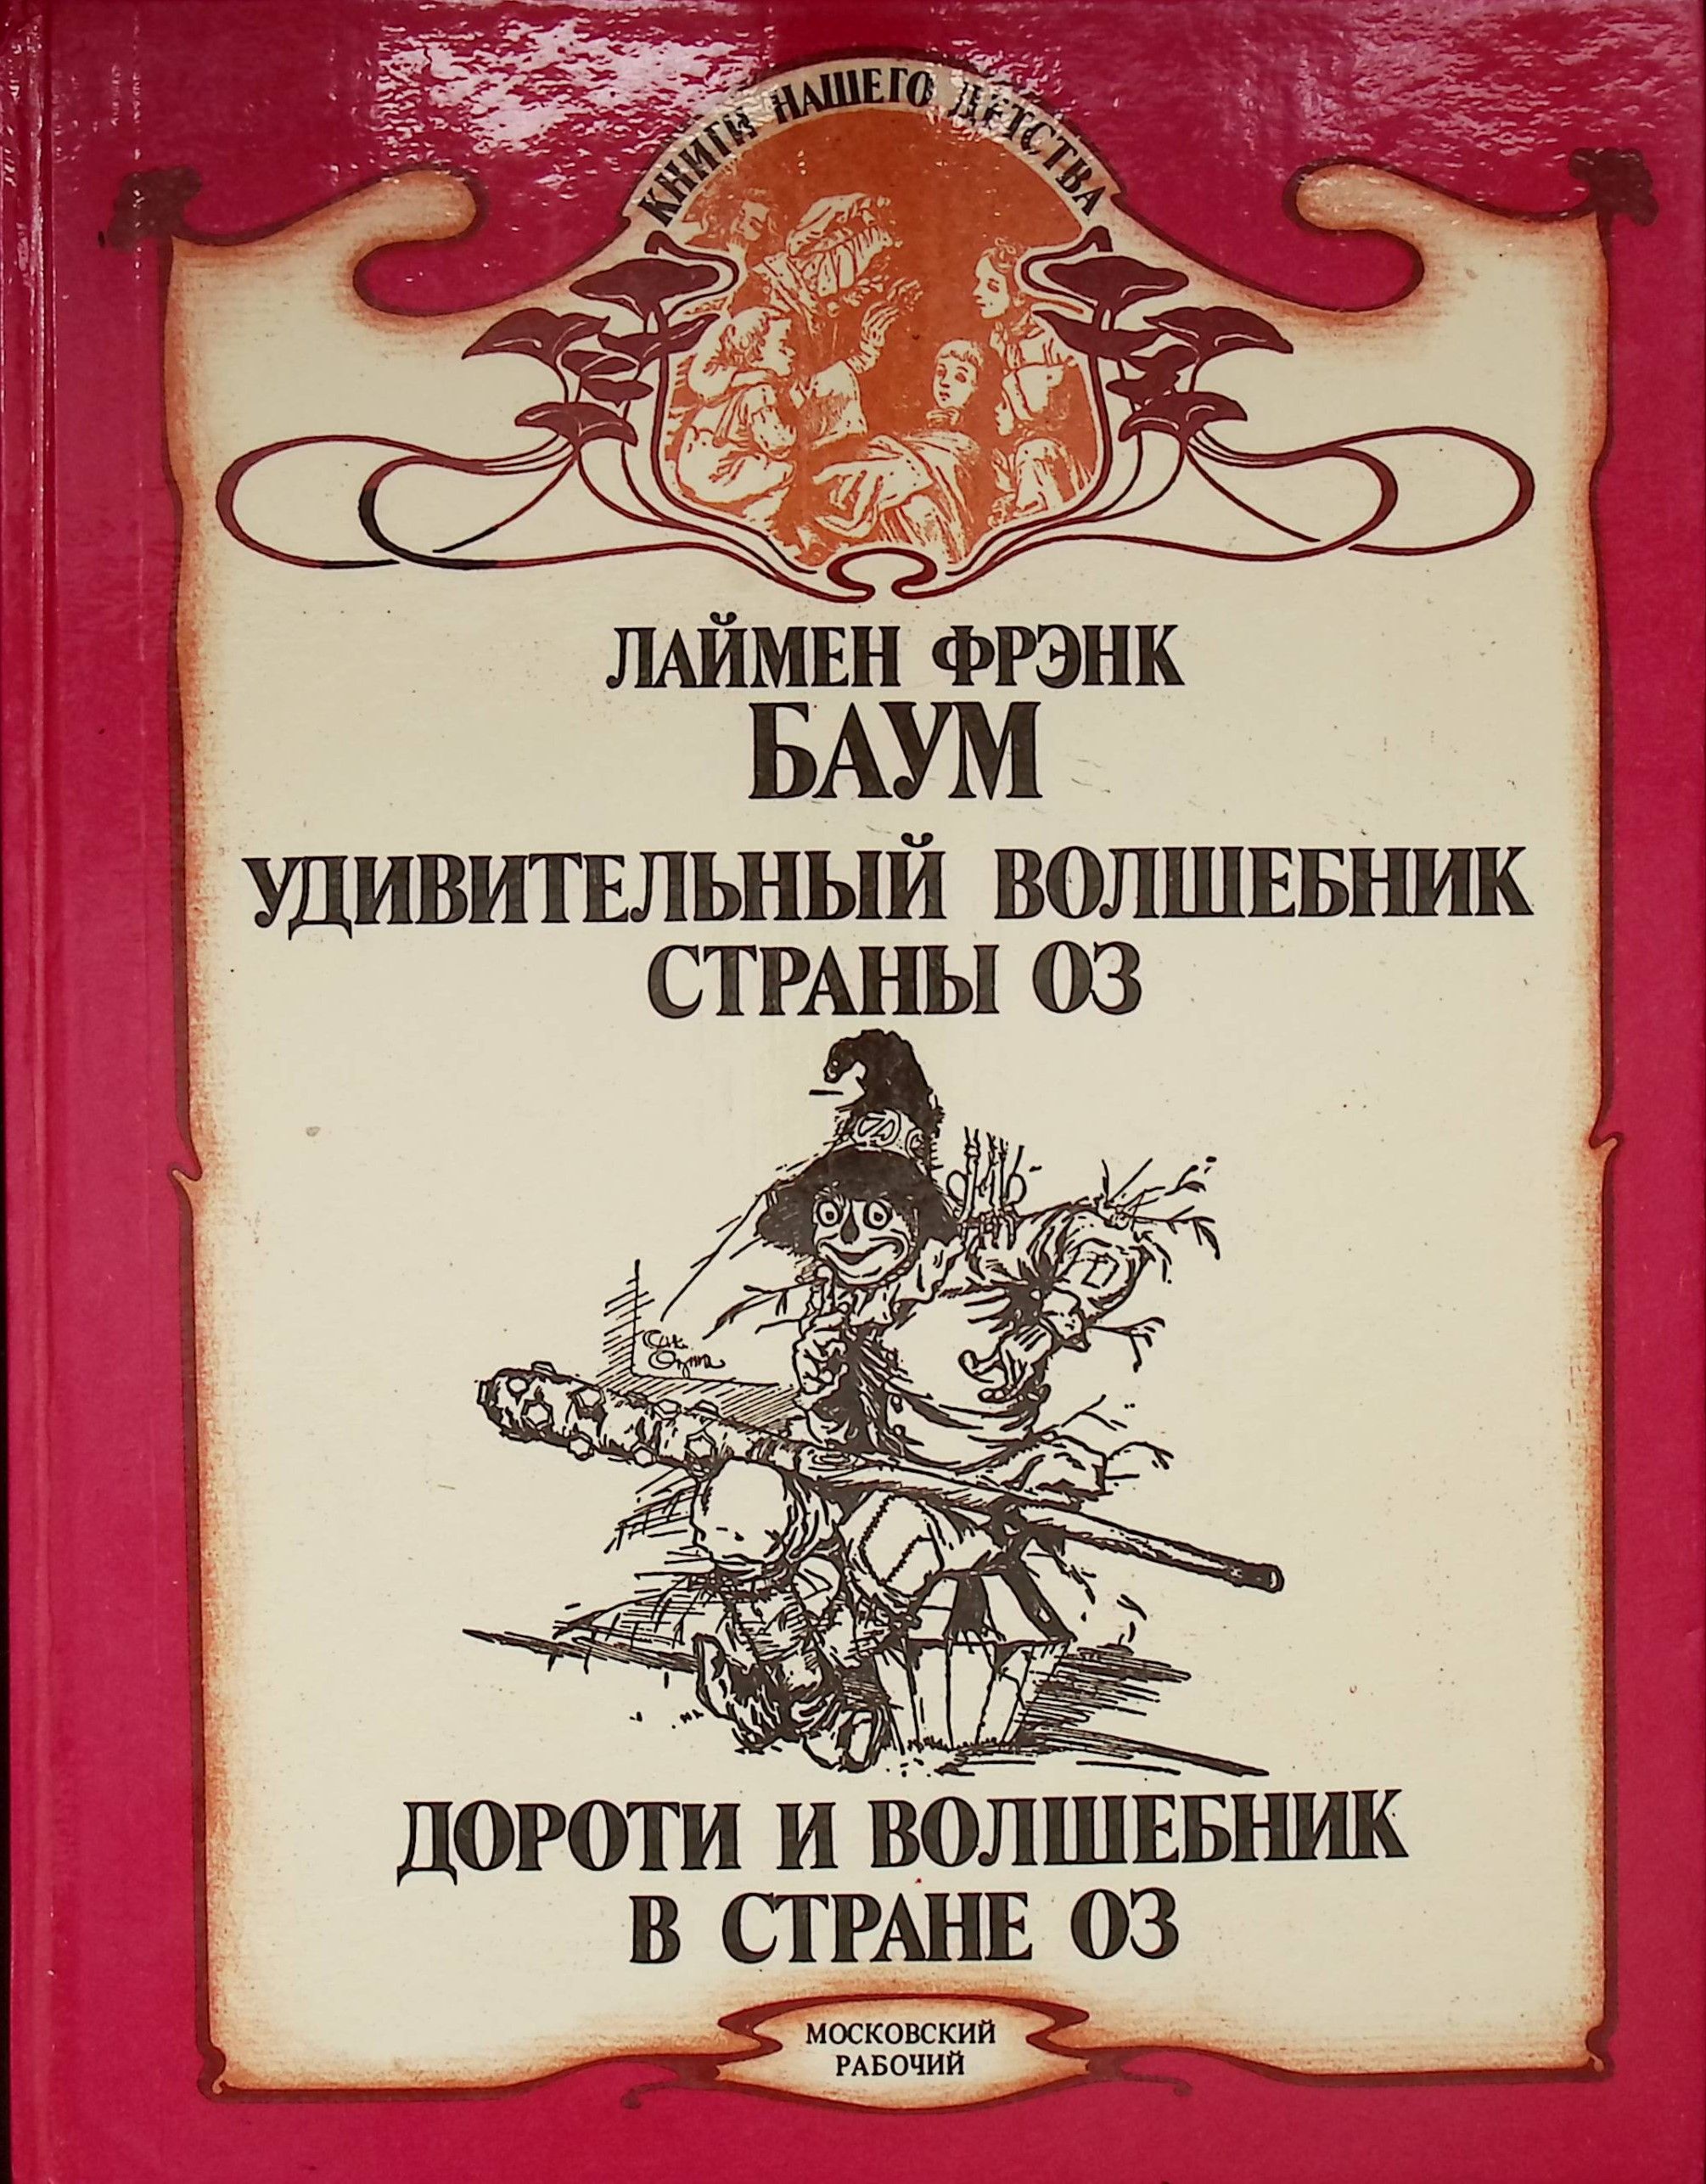 КНИГИ НАШЕГО ДЕТСТВА
ЛАЙМЕН ФРЭНК
БАУМ
УДИВИТЕЛЬНЫЙ ВОЛШЕБНИК
СТРАНЫ ОЗ
ДОРОТИ И ВОЛШЕБНИК
В СТРАНЕ ОЗ
МОСКОВСКИЙ
РАБОЧИЙ